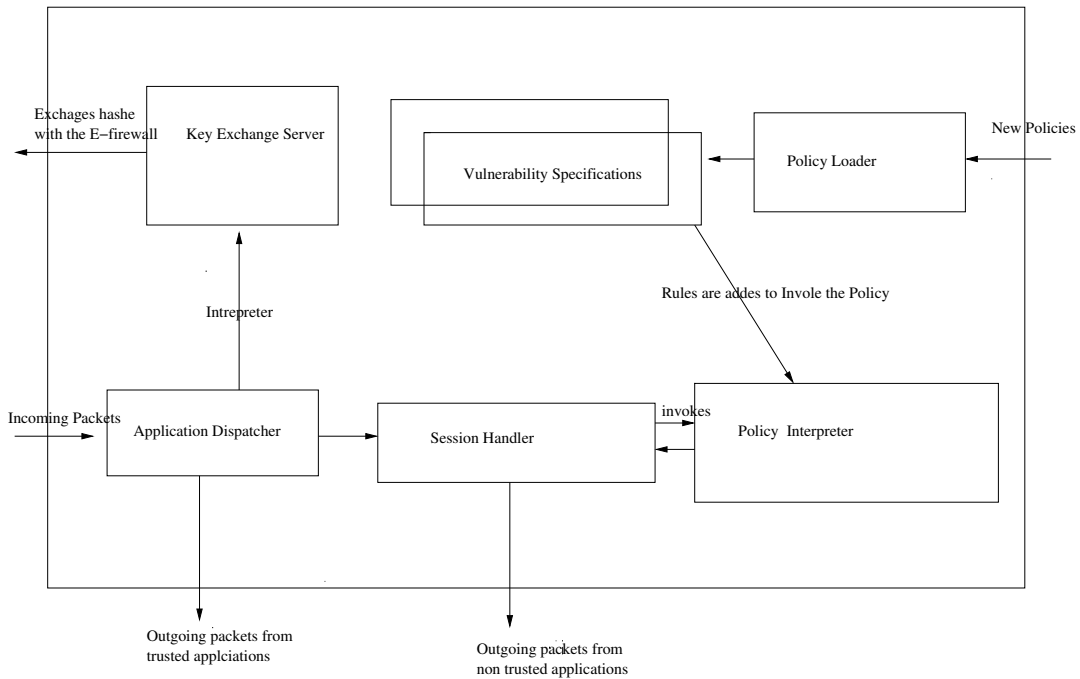 Exchages hashe
with the E−firewall
Key Exchange Server
Vulnerability Specifications
Policy Loader
New Policies
Intrepreter
Rules are addes to Invole the Policy
Incoming Packets
Application Dispatcher
Session Handler
invokes
Policy Interpreter
Outgoing packets from
trusted applciations
Outgoing packets from
non trusted applications